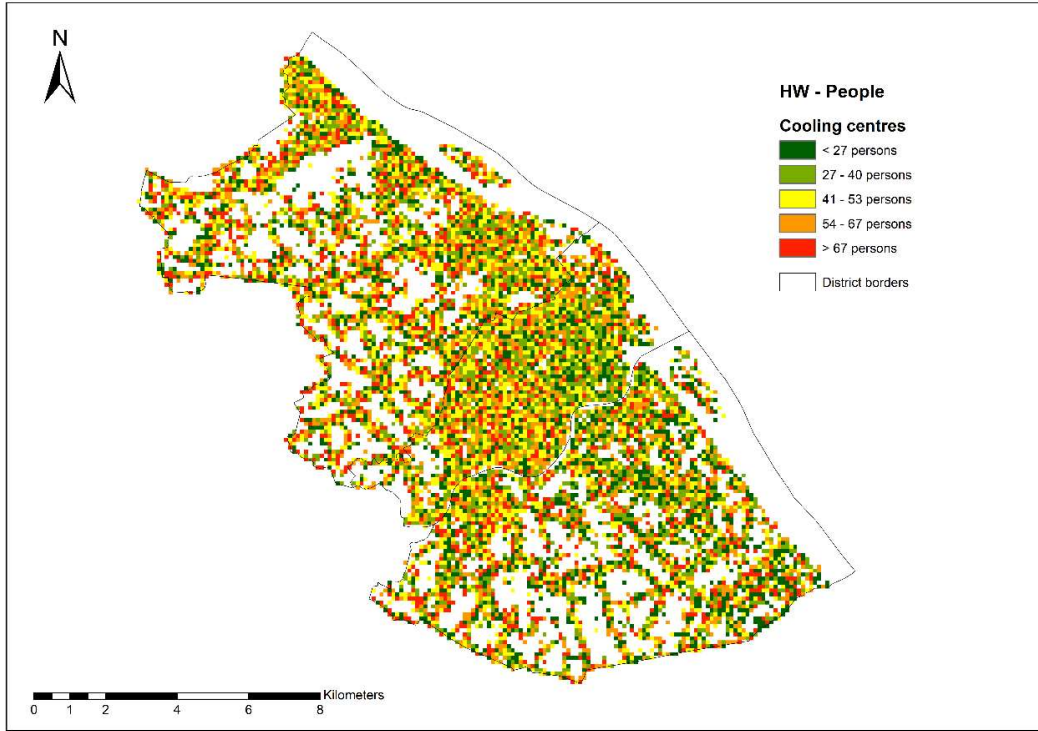 N
HW - People
Cooling centres
< 27 persons
27 - 40 persons
41 - 53 persons
54 - 67 persons
> 67 persons
District borders
Kilometers
0 1 2 4 6 8